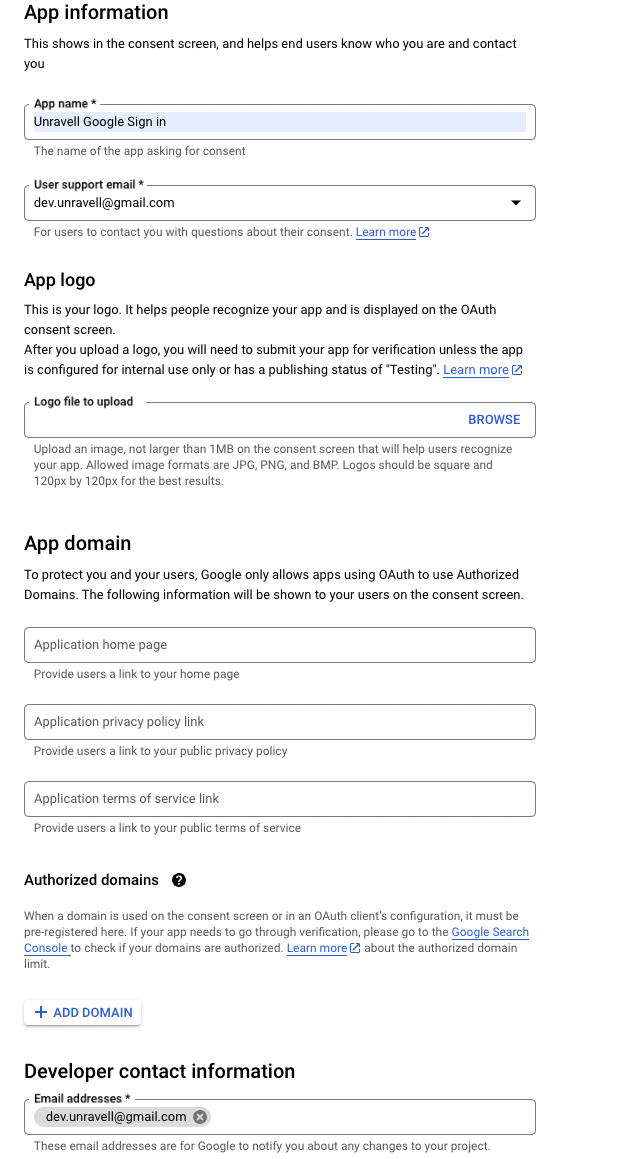 App information
This shows in the consent screen, and helps end users know who you are and contact
you
App name *
Unravell Google Sign in
The name of the app asking for consent
User support email *
dev.unravell@gmail.com
For users to contact you with questions about their consent. Learn more
App logo
This is your logo. It helps people recognize your app and is displayed on the OAuth
consent screen.
After you upload a logo, you will need to submit your app for verification unless the app
is configured for internal use only or has a publishing status of "Testing". Learn more
Logo file to upload
BROWSE
Upload an image, not larger than 1MB on the consent screen that will help users recognize
your app. Allowed image formats are JPG, PNG, and BMP. Logos should be square and
120px by 120px for the best results.
App domain
To protect you and your users, Google only allows apps using OAuth to use Authorized
Domains. The following information will be shown to your users on the consent screen.
Application home page
Provide users a link to your home page
Application privacy policy link
Provide users a link to your public privacy policy
Application terms of service link
Provide users a link to your public terms of service
Authorized domains
When a domain is used on the consent screen or in an OAuth client’s configuration, it must be
pre-registered here. If your app needs to go through verification, please go to the Google Search
Console to check if your domains are authorized. Learn more about the authorized domain
limit.
+ ADD DOMAIN
Developer contact information
Email addresses *
dev.unravell@gmail.com
These email addresses are for Google to notify you about any changes to your project.